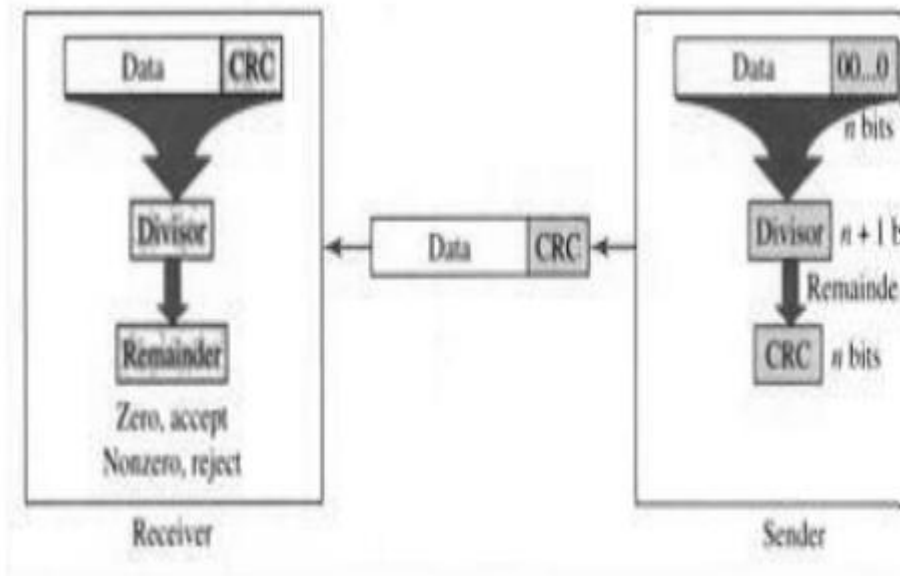 Data CRC
Divisor
Remainder
Zero, accept
Nonzero, reject
Receiver
Data CRC
Data 00...0
n bits
Divisor n + 1 b
Remainde
CRC n bits
Sender